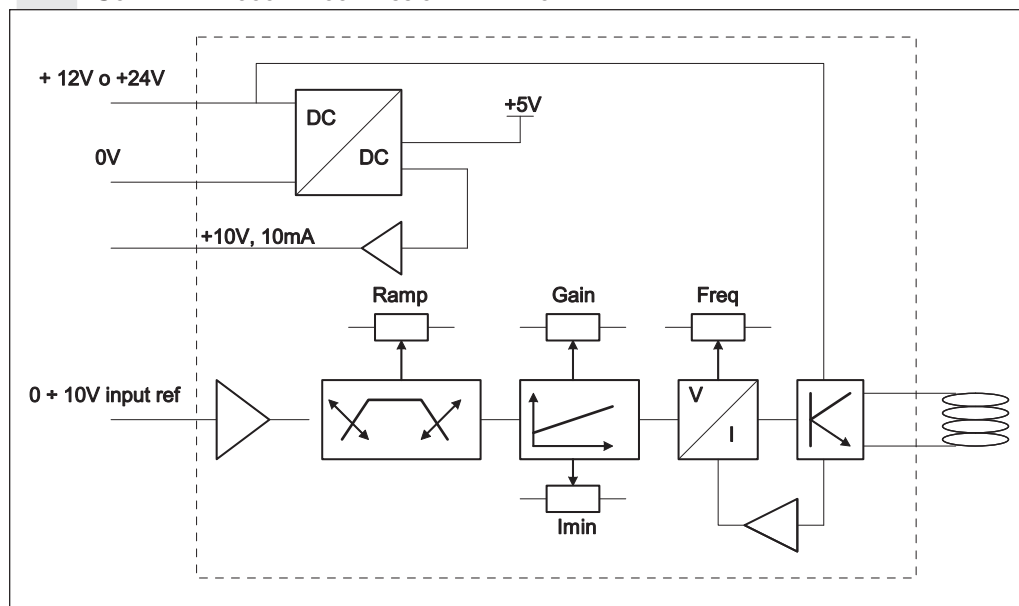 + 12V o +24V
DC
DC
+5V
0V
+10V, 10mA
Ramp
Gain
Freq
0 + 10V input ref
V
I
Imin